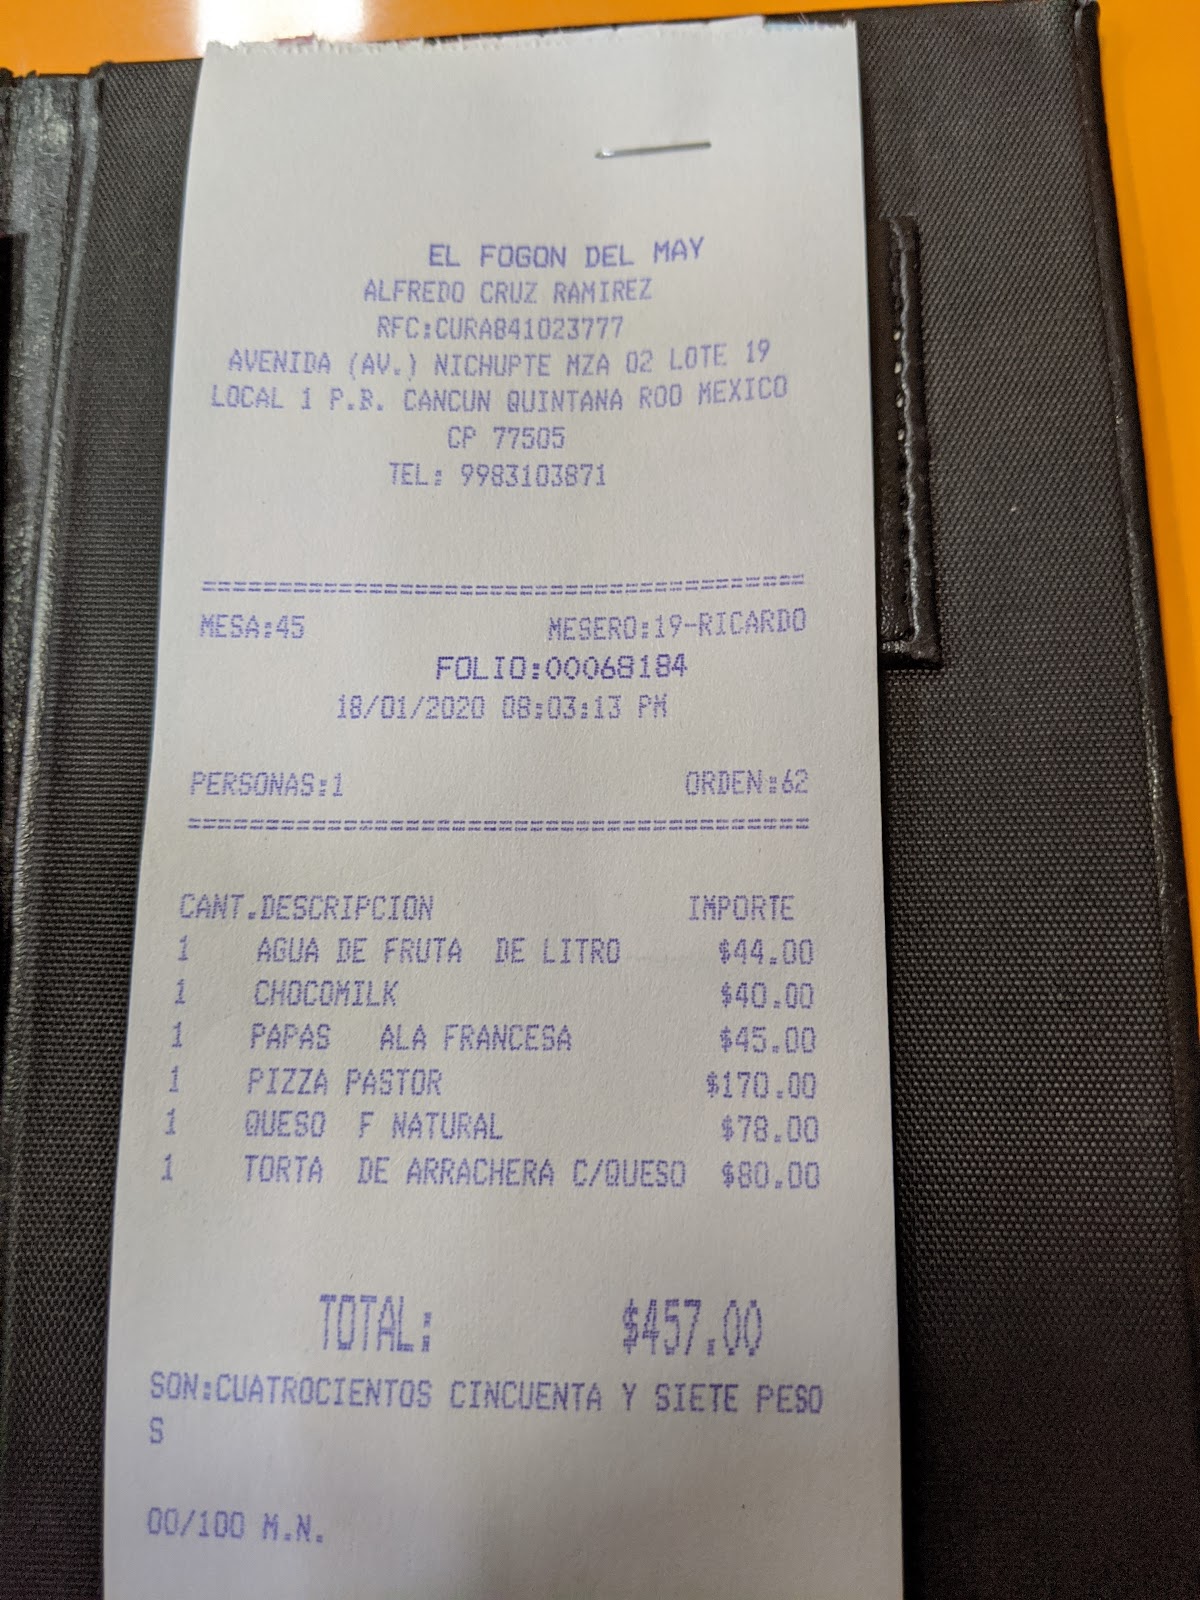 EL FOGON DEL MAY
ALFREDO CRUZ RAMIREZ
RFC:CURA841023777
AVENIDA (AV.) NICHUPTE MZA 02 LOTE 19
LOCAL 1 P.B. CANCUN QUINTANA ROO MEXICO
CP 77505
TEL: 9983103871
MESA:45 MESERO:19-RICARDO
FOLIO:00068184
18/01/2020 08:03:13 PM
PERSONAS:1 ORDEN:62
CANT.DESCRIPCION IMPORTE
1 AGUA DE FRUTA DE LITRO $44.00
1 CHOCOMILK $40.00
1 PAPAS ALA FRANCESA $45.00
1 PIZZA PASTOR $170.00
1 QUESO F NATURAL $78.00
1 TORTA DE ARRACHERA C/QUESO $80.00
TOTAL: $457.00
SON:CUATROCIENTOS CINCUENTA Y SIETE PESO
S
00/100 M.N.